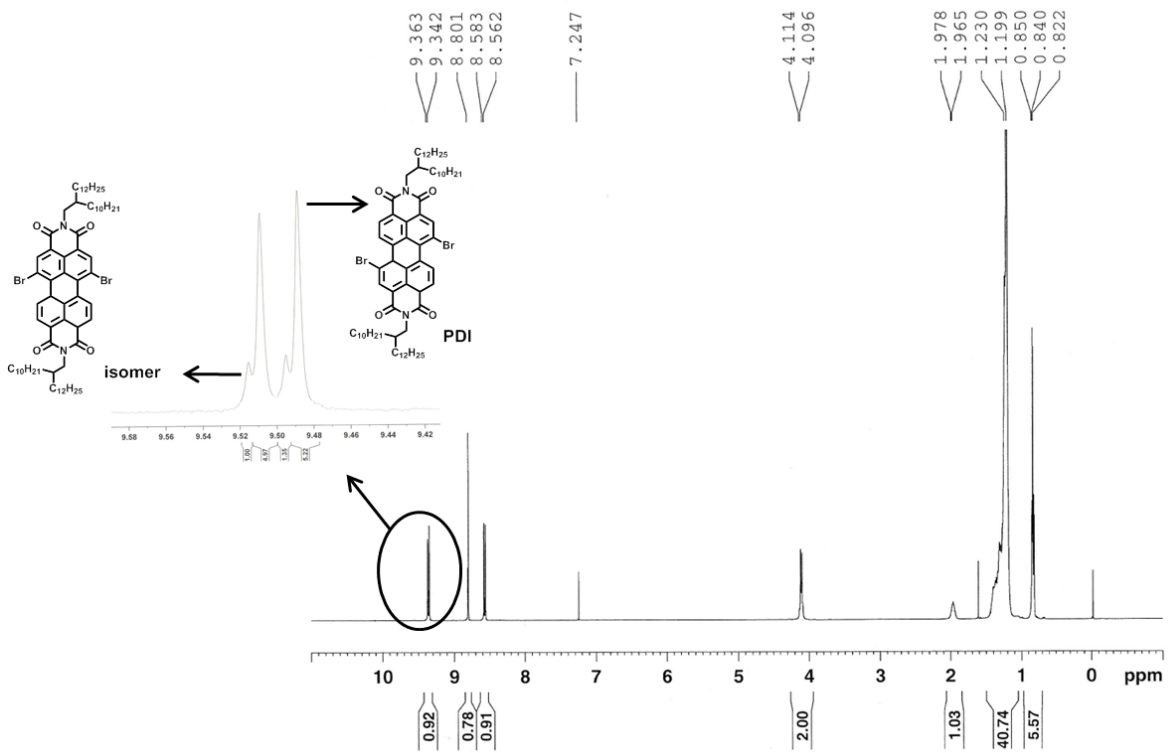 9.363
9.342
8.801
8.583
8.562
7.247
4.114
4.096
1.978
1.965
1.230
1.199
0.850
0.840
0.822
C12H25
C10H21
O N O
Br Br
O N O
C10H21
C12H25
isomer
C12H25
C10H21
O N O
Br
Br
O N O
C10H21
C12H25
PDI
9.58 9.56 9.54 9.52 9.50 9.48 9.46 9.44 9.42
1.00 4.97 1.35 5.22
10 9 8 7 6 5 4 3 2 1 0 ppm
0.92 0.78 0.91 2.00 1.03 40.74 5.57